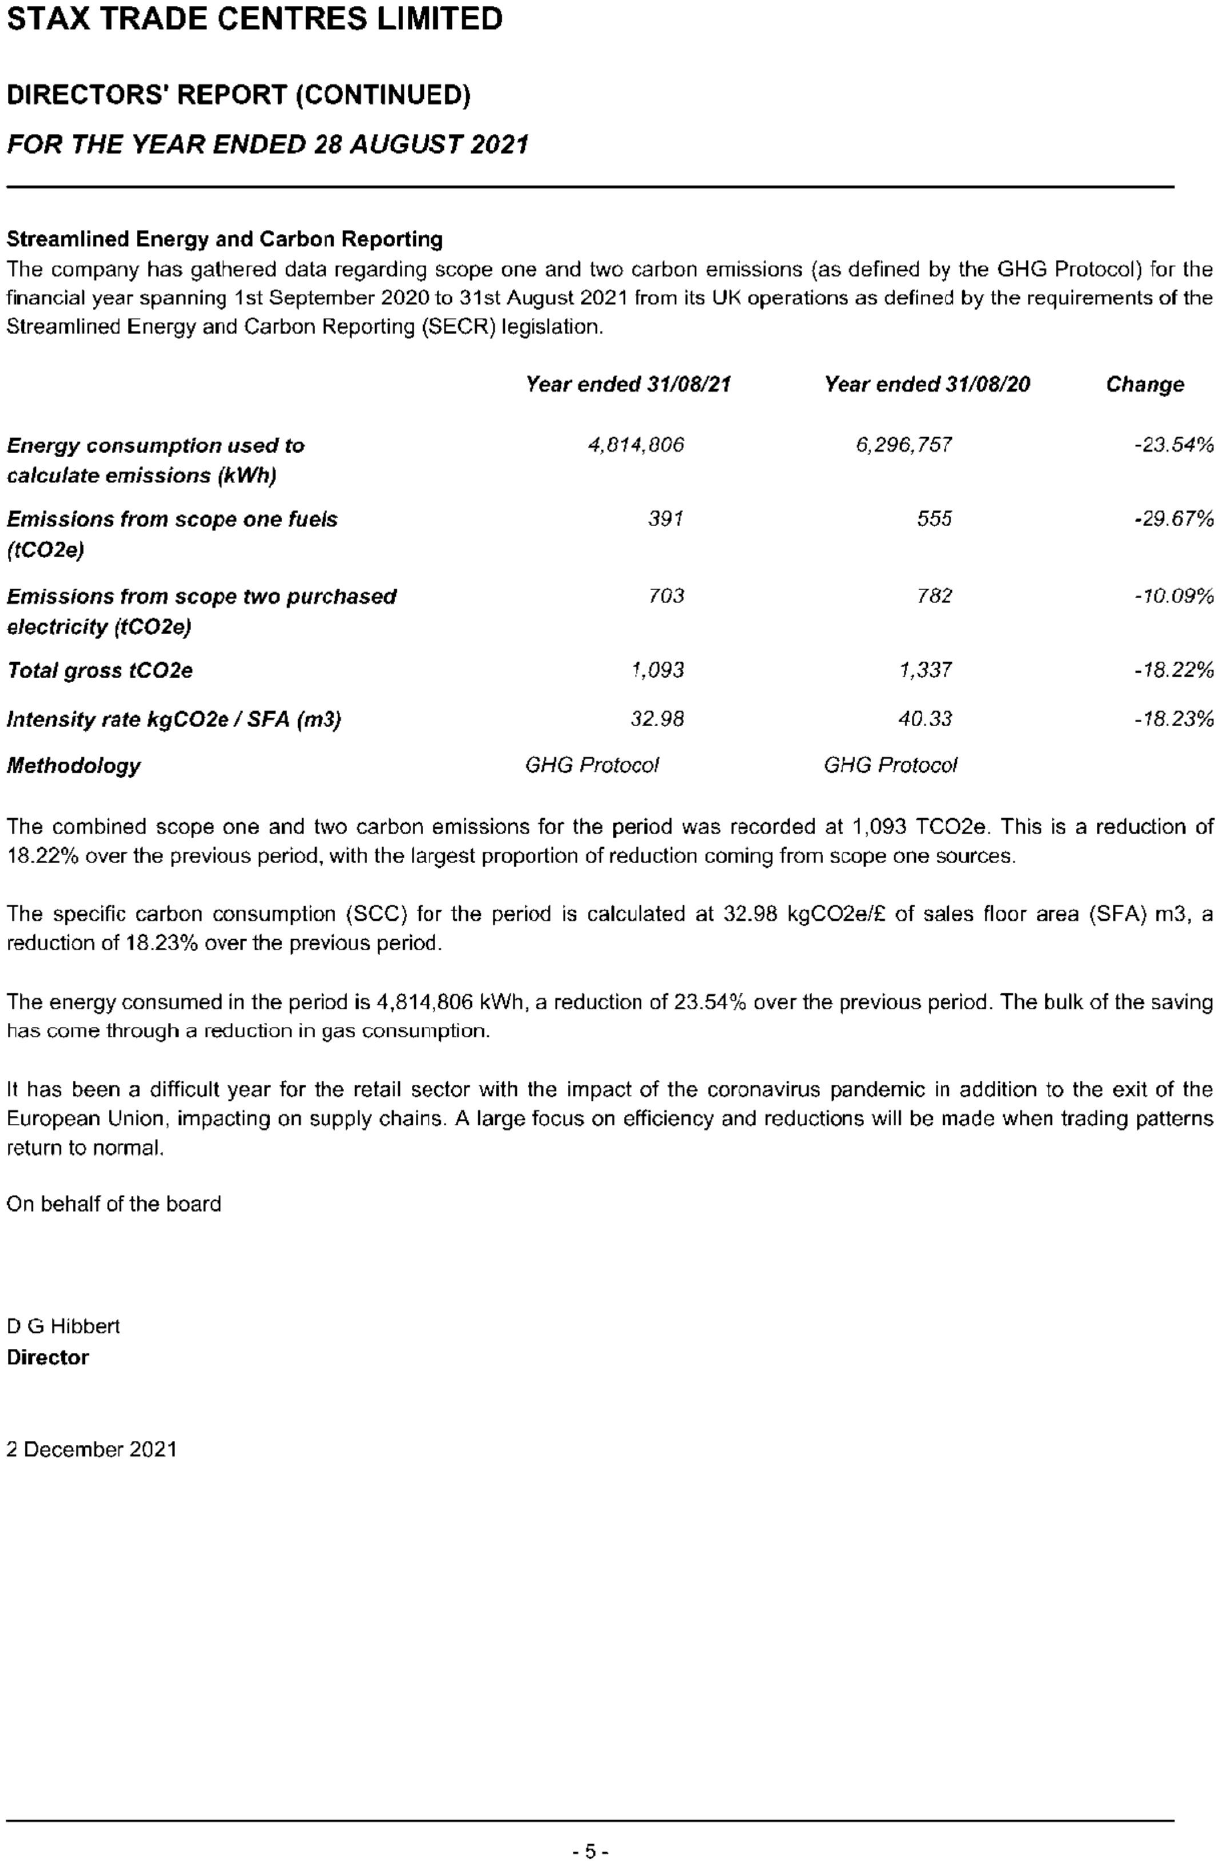 STAX TRADE CENTRES LIMITED
DIRECTORS' REPORT (CONTINUED)
FOR THE YEAR ENDED 28 AUGUST 2021
Streamlined Energy and Carbon Reporting
The company has gathered data regarding scope one and two carbon emissions (as defined by the GHG Protocol) for the
financial year spanning 1st September 2020 to 31st August 2021 from its UK operations as defined by the requirements of the
Streamlined Energy and Carbon Reporting (SECR) legislation.
Year ended 31/08/21 Year ended 31/08/20 Change
Energy consumption used to 4,814,806 6,296,757 -23.54%
calculate emissions (kWh)
Emissions from scope one fuels 391 555 -29.67%
(tCO2e)
Emissions from scope two purchased 703 782 -10.09%
electricity (tCO2e)
Total gross tCO2e 1,093 1,337 -18.22%
Intensity rate kgCO2e / SFA (m3) 32.98 40.33 -18.23%
Methodology GHG Protocol GHG Protocol
The combined scope one and two carbon emissions for the period was recorded at 1,093 TCO2e. This is a reduction of
18.22% over the previous period, with the largest proportion of reduction coming from scope one sources.
The specific carbon consumption (SCC) for the period is calculated at 32.98 kgCO2e/£ of sales floor area (SFA) m3, a
reduction of 18.23% over the previous period.
The energy consumed in the period is 4,814,806 kWh, a reduction of 23.54% over the previous period. The bulk of the saving
has come through a reduction in gas consumption.
It has been a difficult year for the retail sector with the impact of the coronavirus pandemic in addition to the exit of the
European Union, impacting on supply chains. A large focus on efficiency and reductions will be made when trading patterns
return to normal.
On behalf of the board
D G Hibbert
Director
2 December 2021
- 5 -